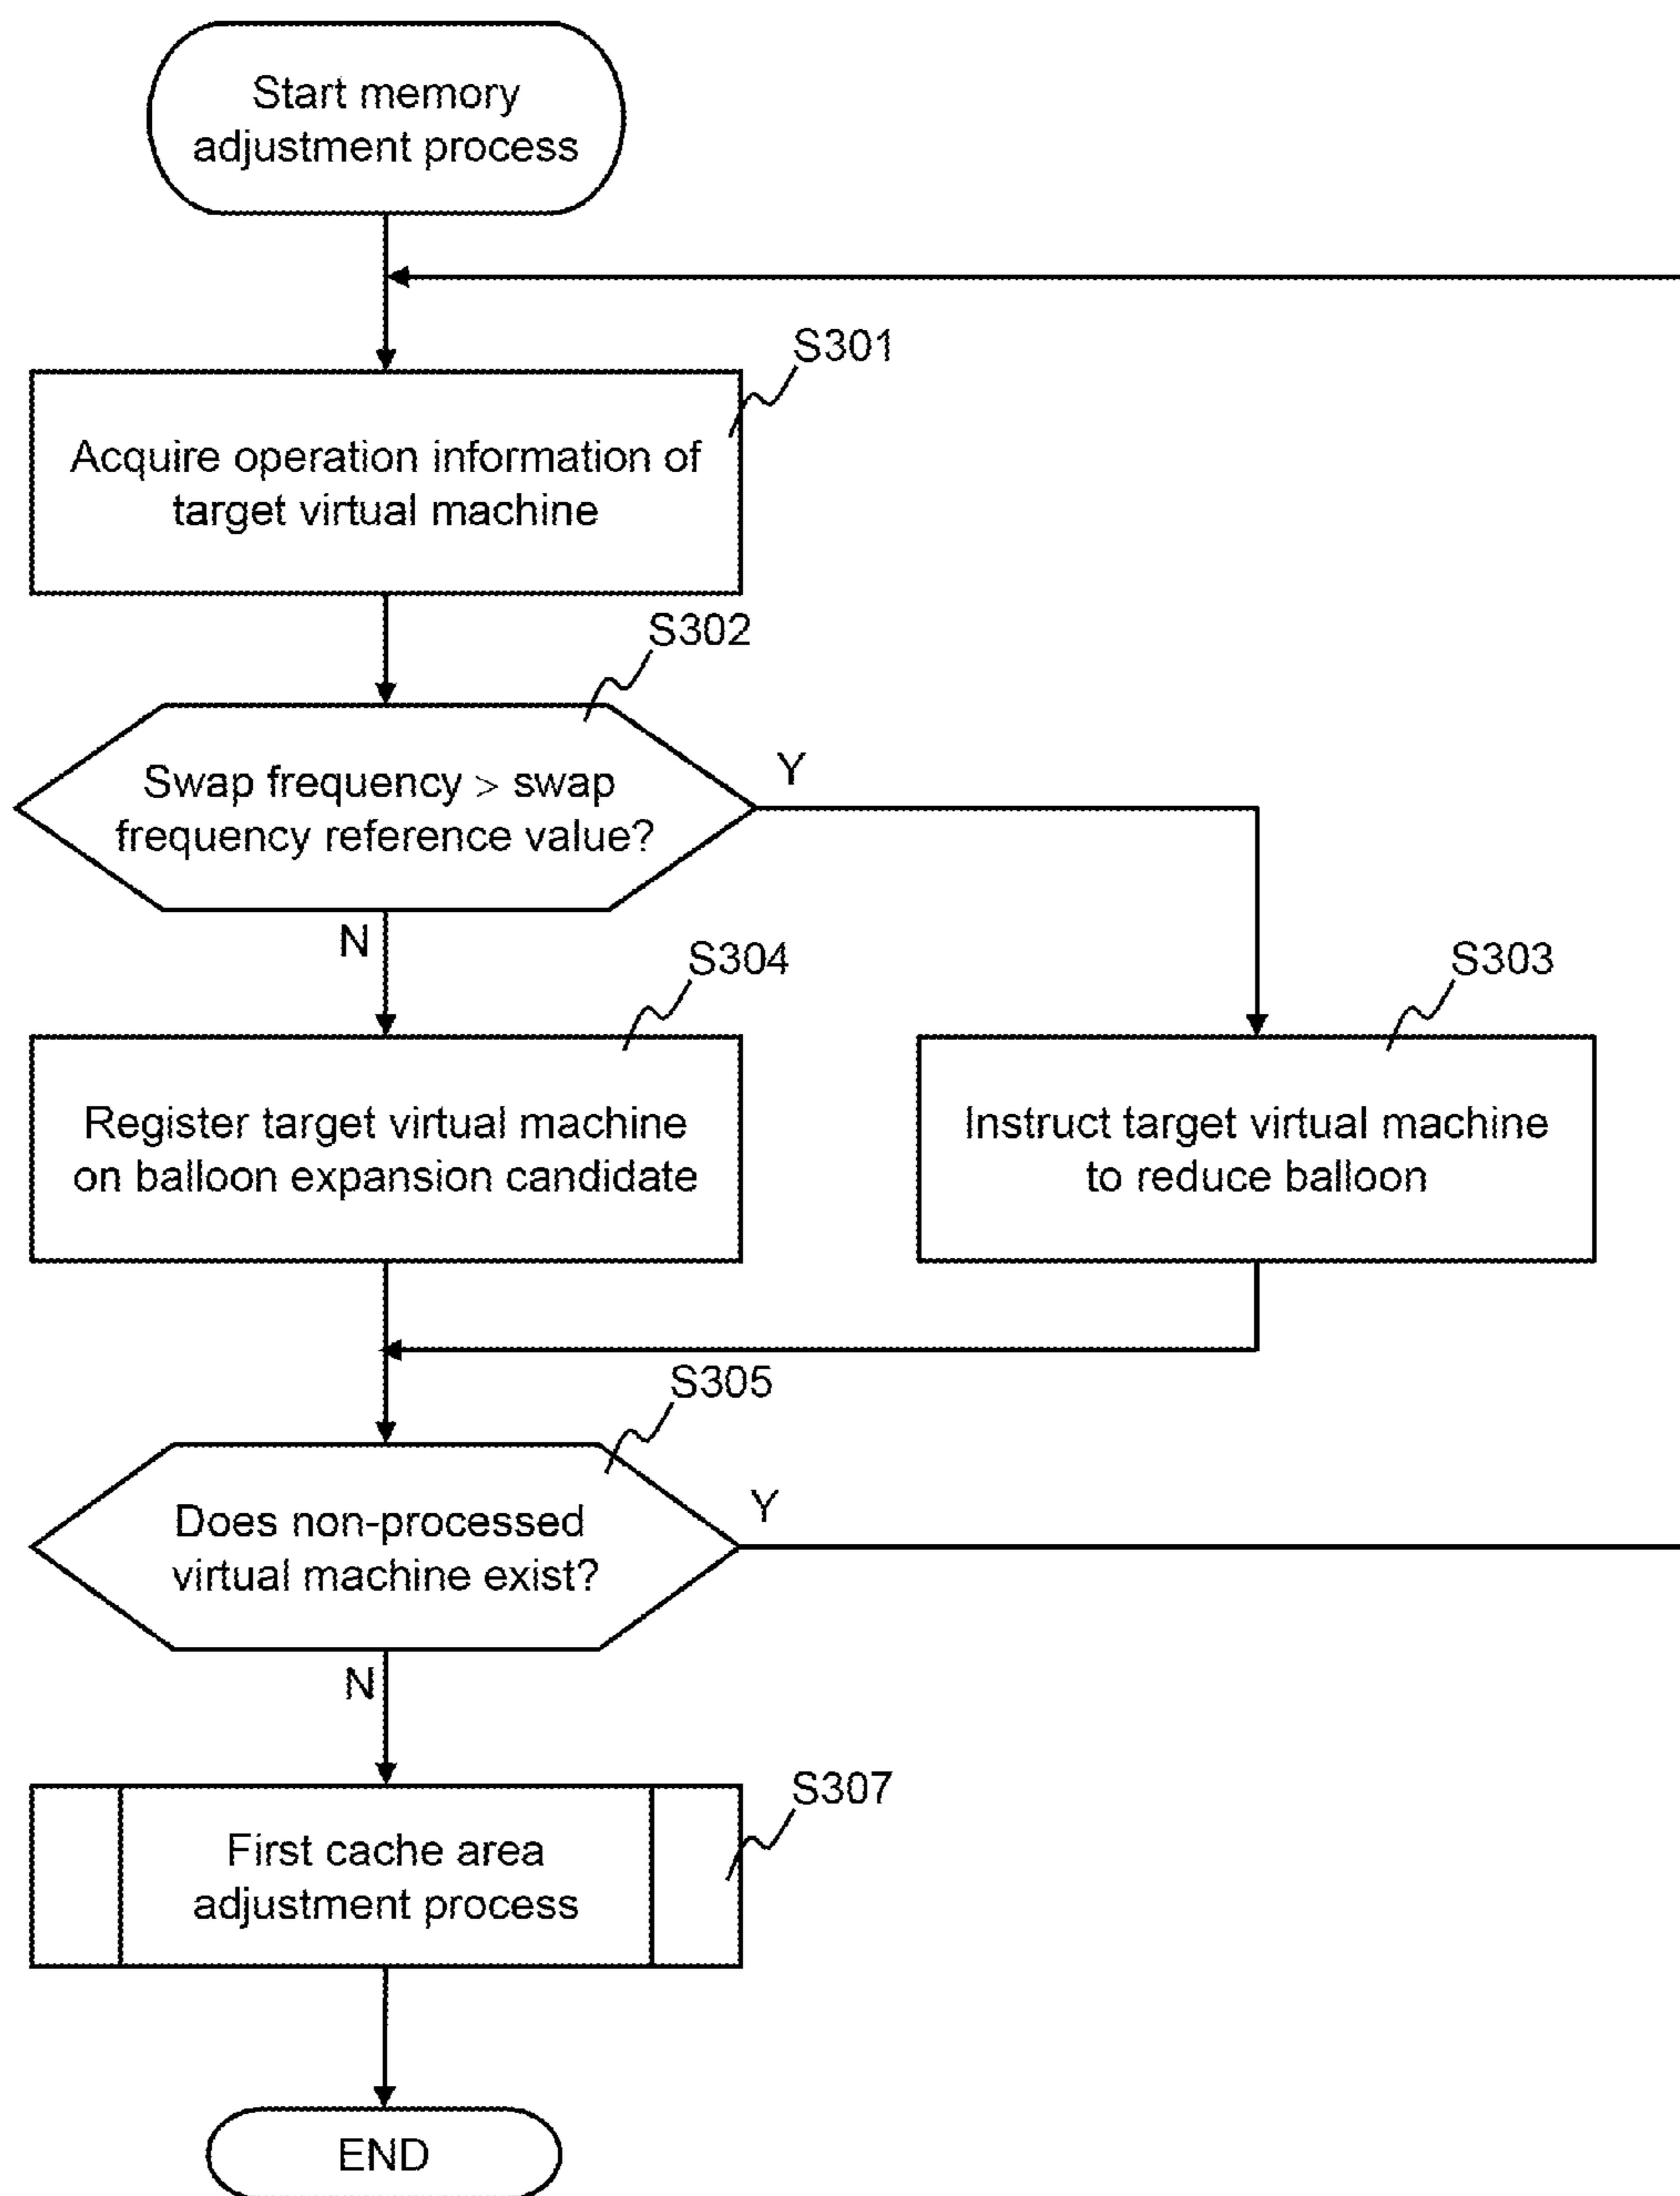 Start memory
adjustment process
S301
Acquire operation information of
target virtual machine
S302
Swap frequency > swap
frequency reference value?
Y
N
S304
S303
Register target virtual machine
on balloon expansion candidate
Instruct target virtual machine
to reduce balloon
S305
Does non-processed
virtual machine exist?
Y
N
S307
First cache area
adjustment process
END